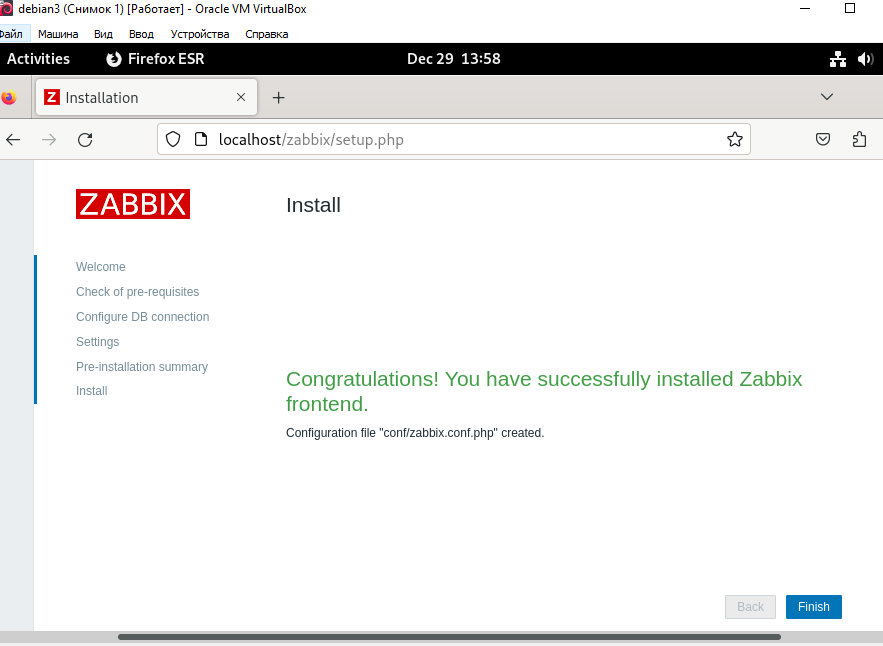 debian3 (Снимок 1) [Работает] - Oracle VM VirtualBox
Файл Машина Вид Ввод Устройства Справка
Activities Firefox ESR Dec 29 13:58
Z Installation
localhost/zabbix/setup.php
ZABBIX
Install
Welcome
Check of pre-requisites
Configure DB connection
Settings
Pre-installation summary
Install
Congratulations! You have successfully installed Zabbix
frontend.
Configuration file "conf/zabbix.conf.php" created.
Back Finish